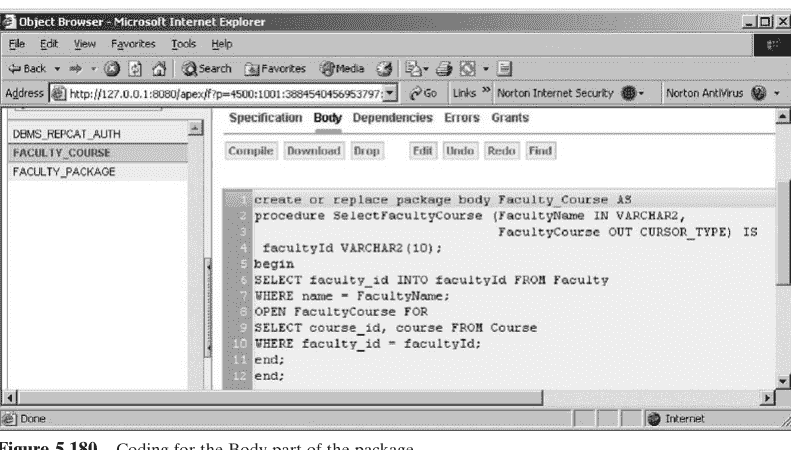 Object Browser - Microsoft Internet Explorer
File Edit View Favorites Tools Help
Back Search Favorites Media
Address http://127.0.0.1:8080/apex/f?p=4500:1001:3884540456953797: Go Links » Norton Internet Security Norton AntiVirus
Specification Body Dependencies Errors Grants
DBMS_REPCAT_AUTH
FACULTY_COURSE
FACULTY_PACKAGE
Compile Download Drop Edit Undo Redo Find
1 create or replace package body Faculty_Course AS
2 procedure SelectFacultyCourse (FacultyName IN VARCHAR2,
3 FacultyCourse OUT CURSOR_TYPE) IS
4 facultyId VARCHAR2(10);
5 begin
6 SELECT faculty_id INTO facultyId FROM Faculty
7 WHERE name = FacultyName;
8 OPEN FacultyCourse FOR
9 SELECT course_id, course FROM Course
10 WHERE faculty_id = facultyId;
11 end;
12 end;
Done Internet
Figure 5.180 Coding for the Body part of the package